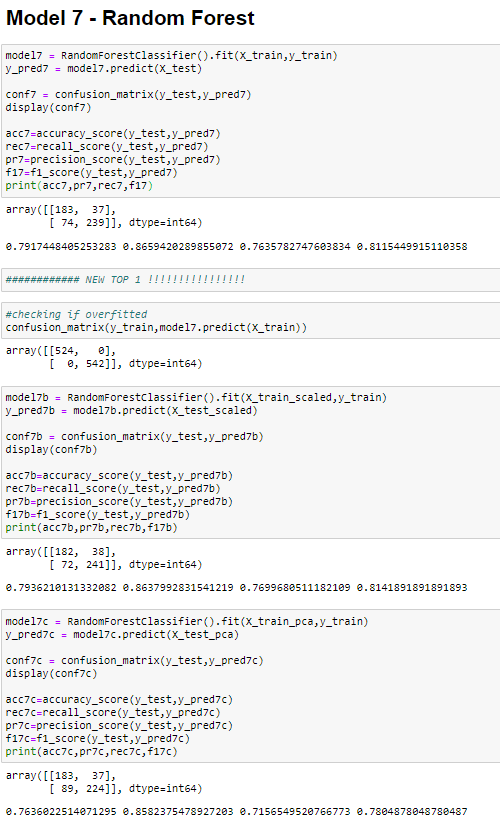 Model 7 - Random Forest
model7 = RandomForestClassifier().fit(X_train,y_train)
y_pred7 = model7.predict(X_test)
conf7 = confusion_matrix(y_test,y_pred7)
display(conf7)
acc7=accuracy_score(y_test,y_pred7)
rec7=recall_score(y_test,y_pred7)
pr7=precision_score(y_test,y_pred7)
f17=f1_score(y_test,y_pred7)
print(acc7,pr7,rec7,f17)
array([[183,  37],
       [ 74, 239]], dtype=int64)
0.7917448405253283 0.8659420289855072 0.7635782747603834 0.8115449915110358
############ NEW TOP 1 !!!!!!!!!!!!!!!!
#checking if overfitted
confusion_matrix(y_train,model7.predict(X_train))
array([[524,   0],
       [  0, 542]], dtype=int64)
model7b = RandomForestClassifier().fit(X_train_scaled,y_train)
y_pred7b = model7b.predict(X_test_scaled)
conf7b = confusion_matrix(y_test,y_pred7b)
display(conf7b)
acc7b=accuracy_score(y_test,y_pred7b)
rec7b=recall_score(y_test,y_pred7b)
pr7b=precision_score(y_test,y_pred7b)
f17b=f1_score(y_test,y_pred7b)
print(acc7b,pr7b,rec7b,f17b)
array([[182,  38],
       [ 72, 241]], dtype=int64)
0.7936210131332082 0.8637992831541219 0.7699680511182109 0.8141891891891893
model7c = RandomForestClassifier().fit(X_train_pca,y_train)
y_pred7c = model7c.predict(X_test_pca)
conf7c = confusion_matrix(y_test,y_pred7c)
display(conf7c)
acc7c=accuracy_score(y_test,y_pred7c)
rec7c=recall_score(y_test,y_pred7c)
pr7c=precision_score(y_test,y_pred7c)
f17c=f1_score(y_test,y_pred7c)
print(acc7c,pr7c,rec7c,f17c)
array([[183,  37],
       [ 89, 224]], dtype=int64)
0.7636022514071295 0.8582375478927203 0.7156549520766773 0.7804878048780487